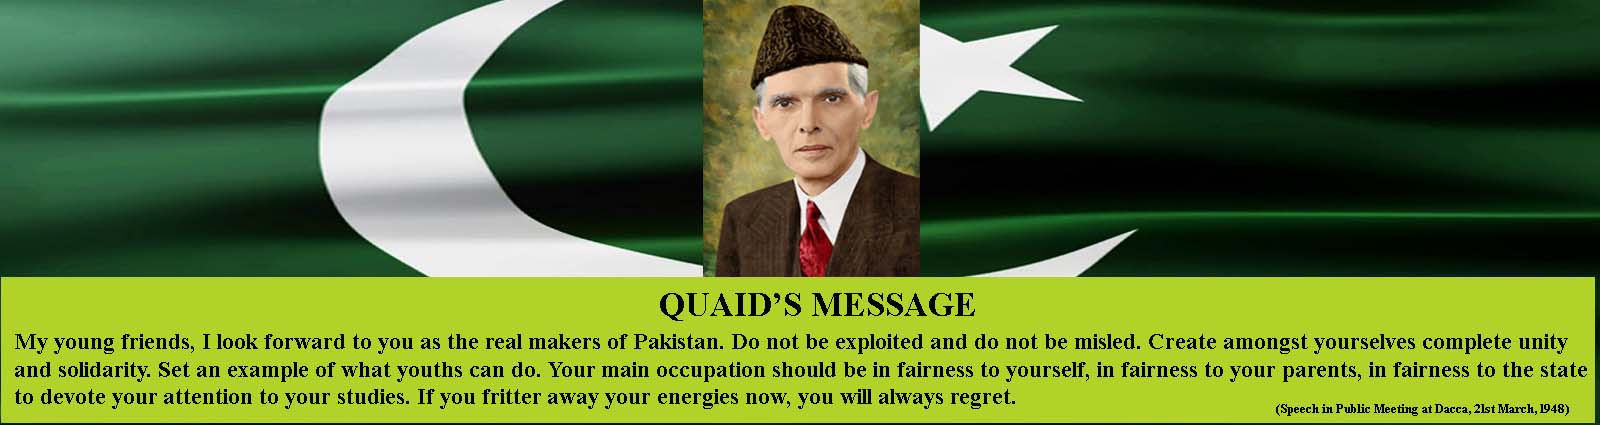 QUAID’S MESSAGE
My young friends, I look forward to you as the real makers of Pakistan. Do not be exploited and do not be misled. Create amongst yourselves complete unity
and solidarity. Set an example of what youths can do. Your main occupation should be in fairness to yourself, in fairness to your parents, in fairness to the state
to devote your attention to your studies. If you fritter away your energies now, you will always regret.
(Speech in Public Meeting at Dacca, 21st March, 1948)